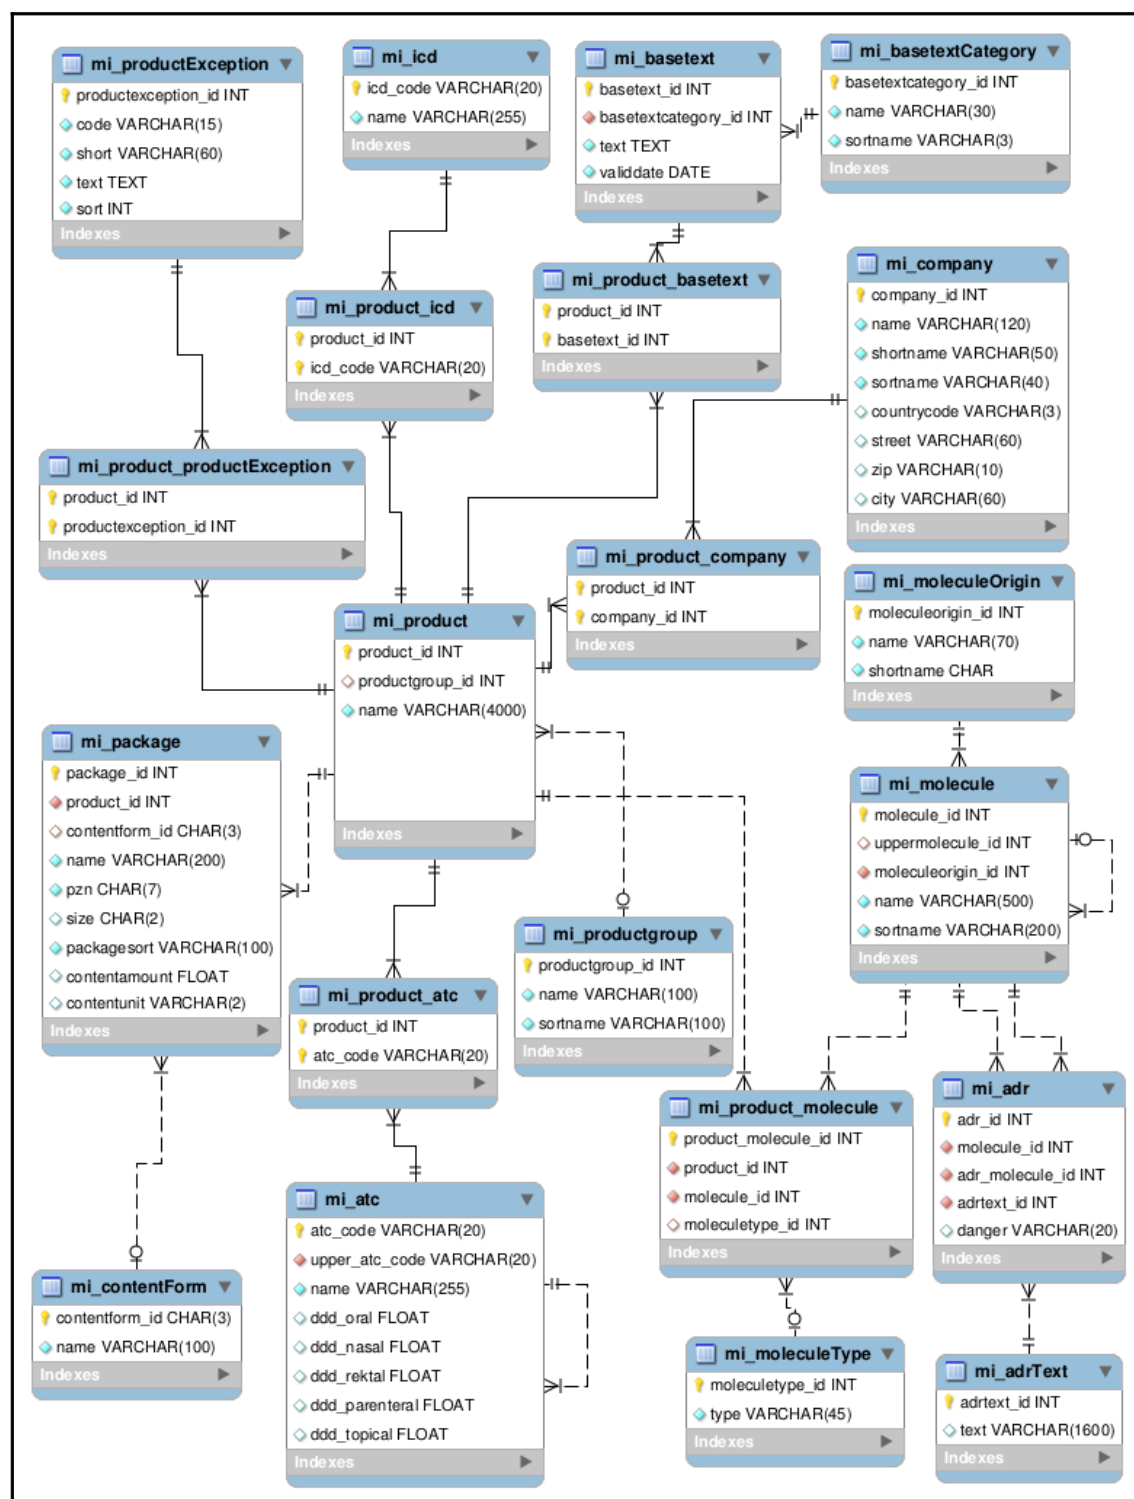 mi_productException
productexception_id INT
code VARCHAR(15)
short VARCHAR(60)
text TEXT
sort INT
Indexes
mi_icd
icd_code VARCHAR(20)
name VARCHAR(255)
Indexes
mi_basetext
basetext_id INT
basetextcategory_id INT
text TEXT
validdate DATE
Indexes
mi_basetextCategory
basetextcategory_id INT
name VARCHAR(30)
sortname VARCHAR(3)
Indexes
mi_product_icd
product_id INT
icd_code VARCHAR(20)
Indexes
mi_product_basetext
product_id INT
basetext_id INT
Indexes
mi_company
company_id INT
name VARCHAR(120)
shortname VARCHAR(50)
sortname VARCHAR(40)
countrycode VARCHAR(3)
street VARCHAR(60)
zip VARCHAR(10)
city VARCHAR(60)
Indexes
mi_product_productException
product_id INT
productexception_id INT
Indexes
mi_product_company
product_id INT
company_id INT
Indexes
mi_moleculeOrigin
moleculeorigin_id INT
name VARCHAR(70)
shortname CHAR
Indexes
mi_product
product_id INT
productgroup_id INT
name VARCHAR(4000)
Indexes
mi_package
package_id INT
product_id INT
contentform_id CHAR(3)
name VARCHAR(200)
pzn CHAR(7)
size CHAR(2)
packagesort VARCHAR(100)
contentamount FLOAT
contentunit VARCHAR(2)
Indexes
mi_molecule
molecule_id INT
uppermolecule_id INT
moleculeorigin_id INT
name VARCHAR(500)
sortname VARCHAR(200)
Indexes
mi_productgroup
productgroup_id INT
name VARCHAR(100)
sortname VARCHAR(100)
Indexes
mi_product_atc
product_id INT
atc_code VARCHAR(20)
Indexes
mi_product_molecule
product_molecule_id INT
product_id INT
molecule_id INT
moleculetype_id INT
Indexes
mi_adr
adr_id INT
molecule_id INT
adr_molecule_id INT
adrtext_id INT
danger VARCHAR(20)
Indexes
mi_atc
atc_code VARCHAR(20)
upper_atc_code VARCHAR(20)
name VARCHAR(255)
ddd_oral FLOAT
ddd_nasal FLOAT
ddd_rektal FLOAT
ddd_parenteral FLOAT
ddd_topical FLOAT
Indexes
mi_contentForm
contentform_id CHAR(3)
name VARCHAR(100)
Indexes
mi_moleculeType
moleculetype_id INT
type VARCHAR(45)
Indexes
mi_adrText
adrtext_id INT
text VARCHAR(1600)
Indexes